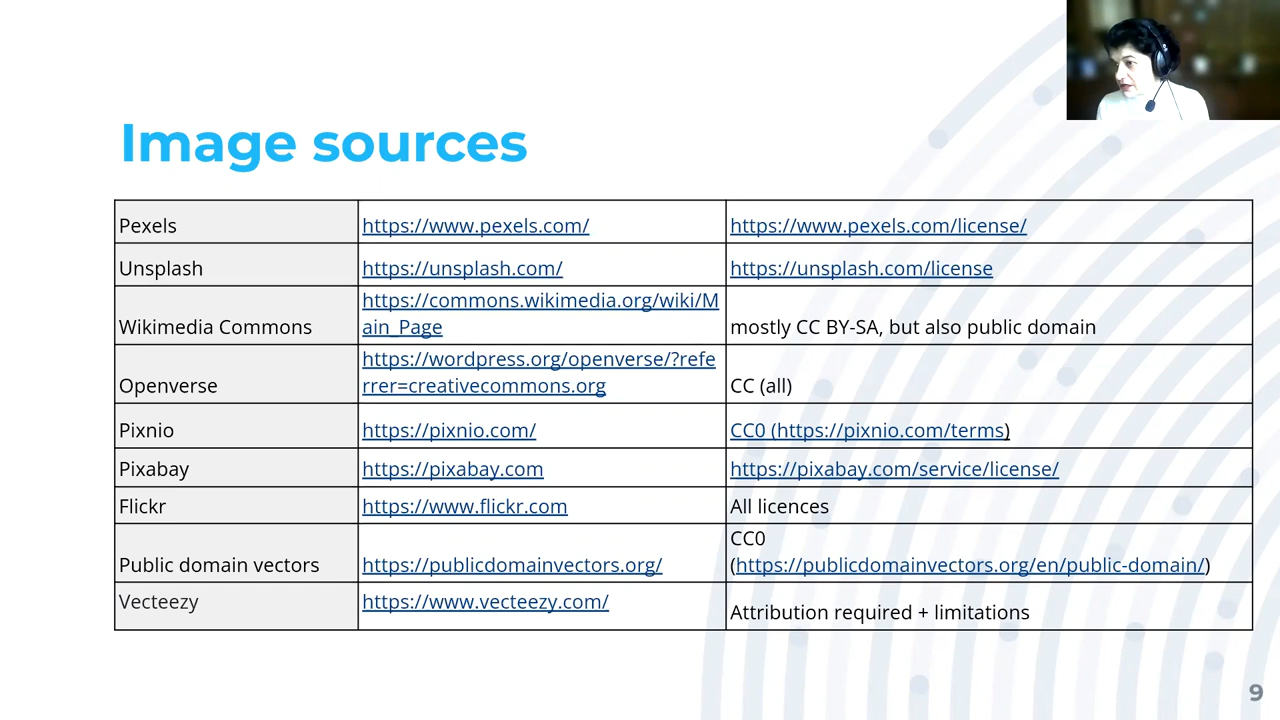 Image sources
Pexels https://www.pexels.com/ https://www.pexels.com/license/
Unsplash https://unsplash.com/ https://unsplash.com/license
Wikimedia Commons https://commons.wikimedia.org/wiki/M
ain_Page mostly CC BY-SA, but also public domain
Openverse https://wordpress.org/openverse/?refe
rrer=creativecommons.org CC (all)
Pixnio https://pixnio.com/ CC0 (https://pixnio.com/terms)
Pixabay https://pixabay.com https://pixabay.com/service/license/
Flickr https://www.flickr.com All licences
Public domain vectors https://publicdomainvectors.org/ CC0
(https://publicdomainvectors.org/en/public-domain/)
Vecteezy https://www.vecteezy.com/ Attribution required + limitations
9